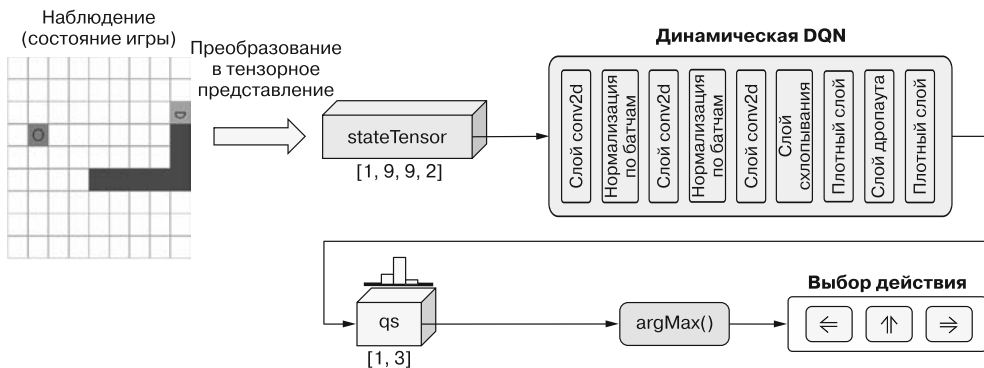 Наблюдение
(состояние игры)
Преобразование
в тензорное
представление
stateTensor
[1, 9, 9, 2]
Динамическая DQN
Слой conv2d
Нормализация
по батчам
Слой conv2d
Нормализация
по батчам
Слой conv2d
Слой
схлопывания
Плотный слой
Слой дропаута
Плотный слой
qs
[1, 3]
argMax()
Выбор действия